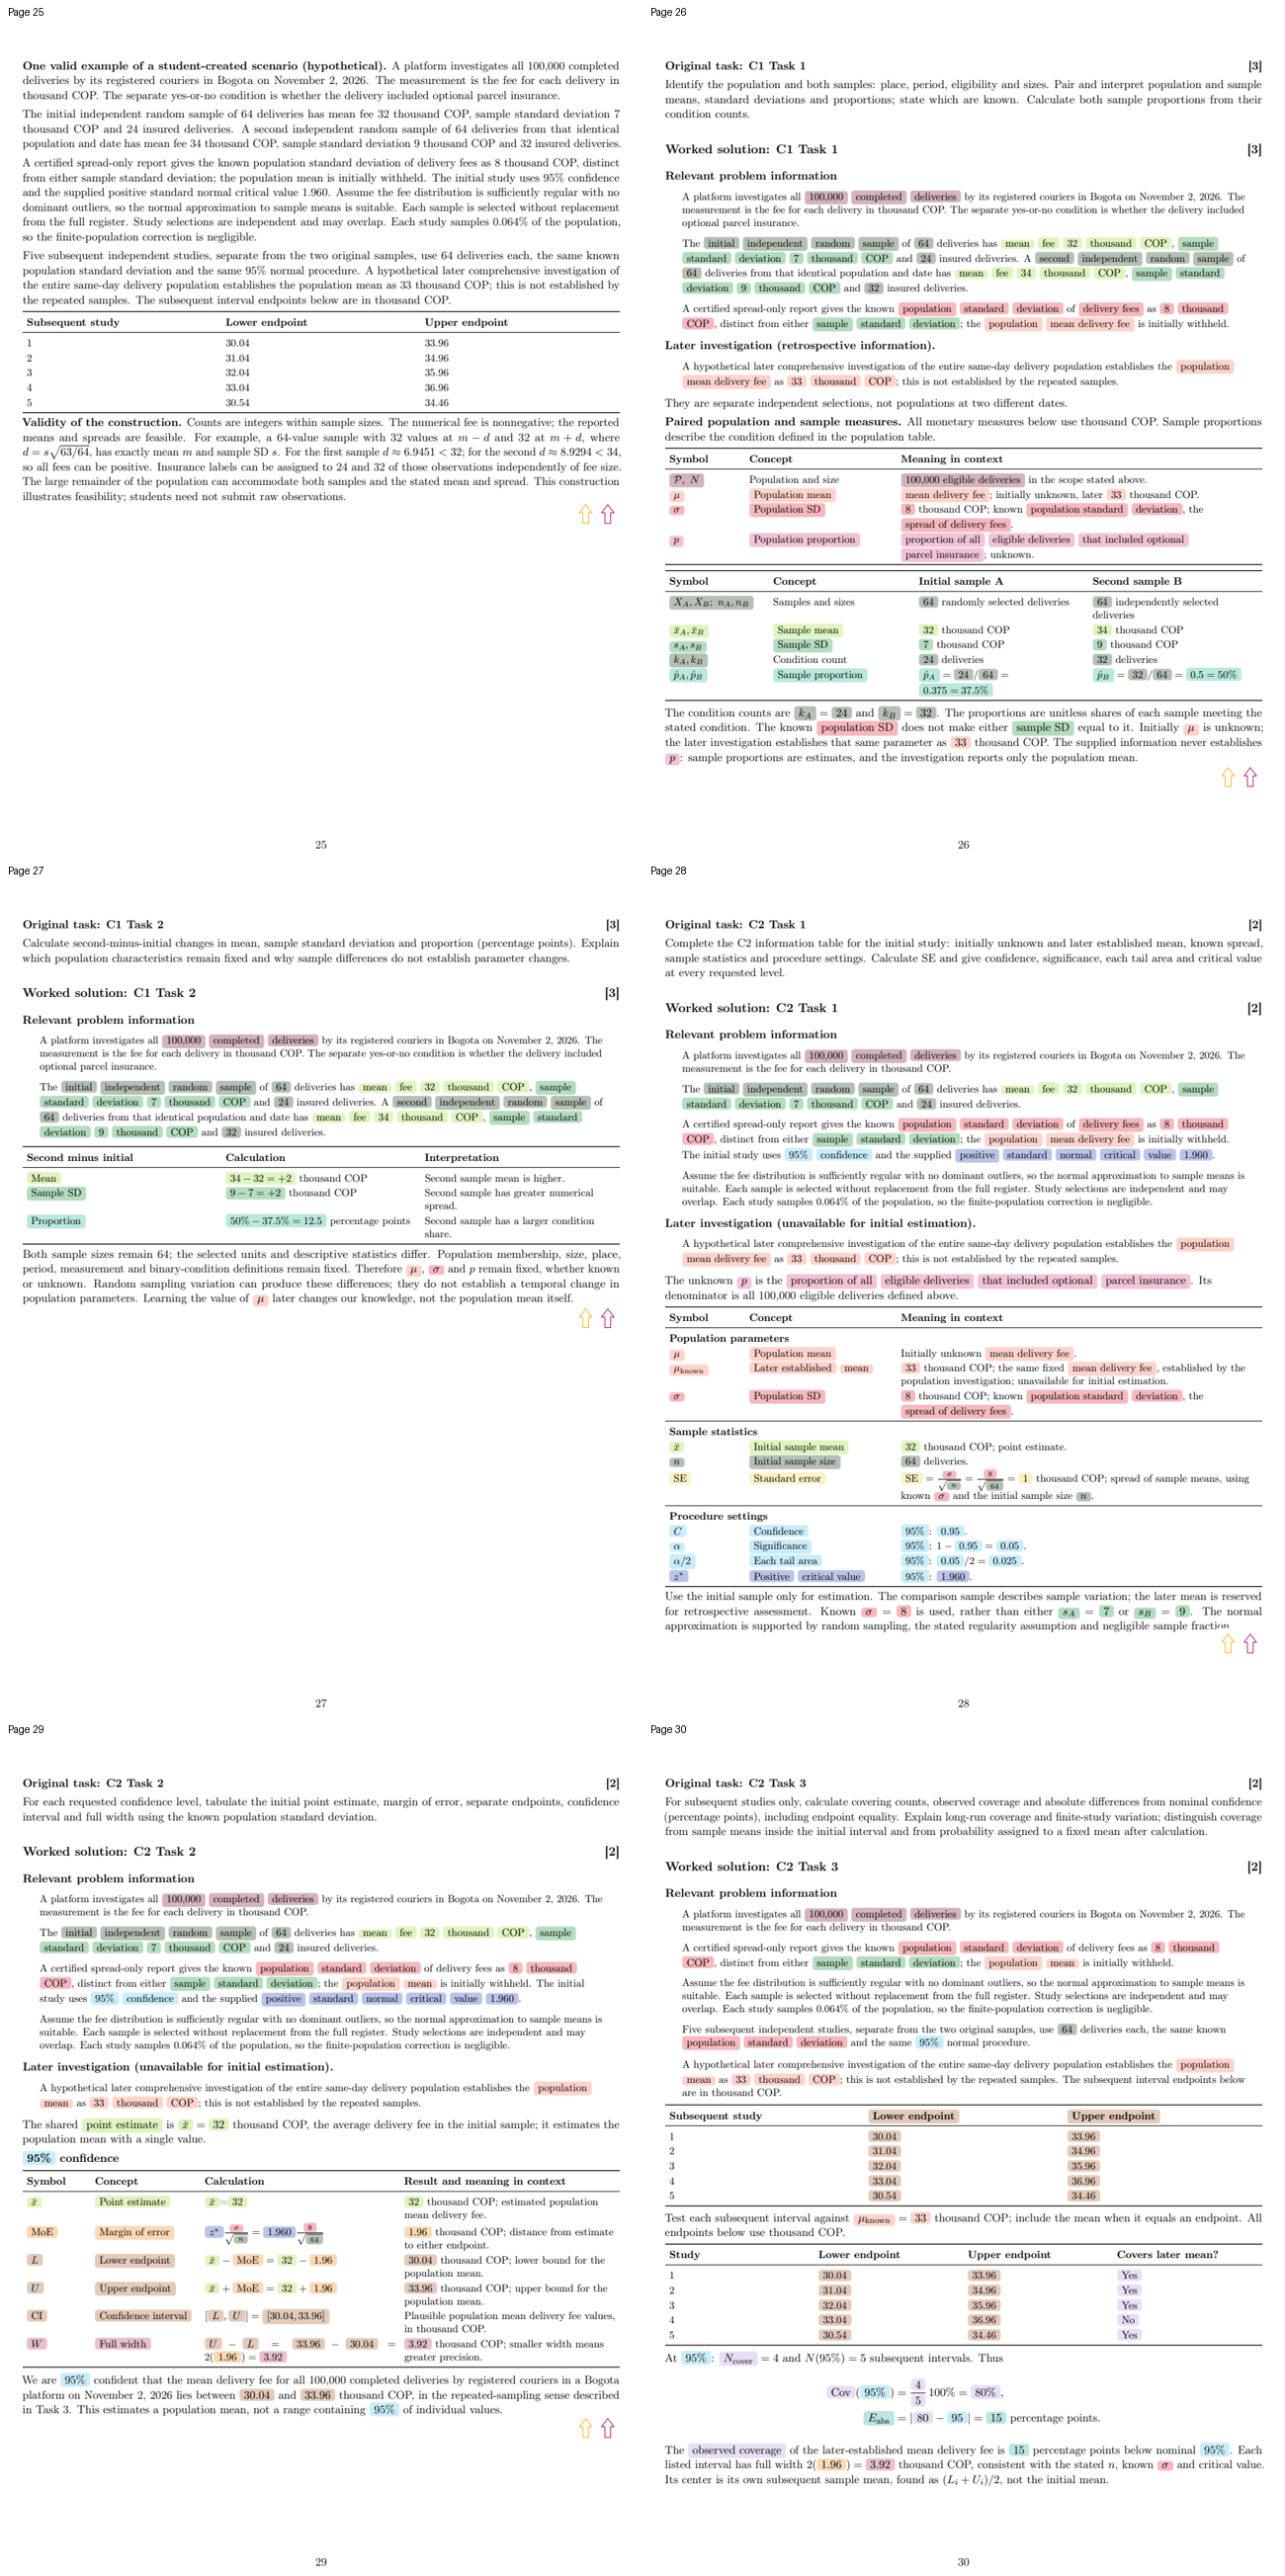 Page 25
One valid example of a student-created scenario (hypothetical). A platform investigates all 100,000 completed
deliveries by its registered couriers in Bogota on November 2, 2026. The measurement is the fee for each delivery in
thousand COP. The separate yes-or-no condition is whether the delivery included optional parcel insurance.
The initial independent random sample of 64 deliveries has mean fee 32 thousand COP, sample standard deviation 7
thousand COP and 24 insured deliveries. A second independent random sample of 64 deliveries from that identical
population and date has mean fee 34 thousand COP, sample standard deviation 9 thousand COP and 32 insured deliveries.
A certified spread-only report gives the known population standard deviation of delivery fees as 8 thousand COP, distinct
from either sample standard deviation; the population mean is initially withheld. The initial study uses 95% confidence
and the supplied positive standard normal critical value 1.960. Assume the fee distribution is sufficiently regular with no
dominant outliers, so the normal approximation to sample means is suitable. Each sample is selected without replacement
from the full register. Study selections are independent and may overlap. Each study samples 0.064% of the population,
so the finite-population correction is negligible.
Five subsequent independent studies, separate from the two original samples, use 64 deliveries each, the same known
population standard deviation and the same 95% normal procedure. A hypothetical later comprehensive investigation of
the entire same-day delivery population establishes the population mean as 33 thousand COP; this is not established by
the repeated samples. The subsequent interval endpoints below are in thousand COP.
Subsequent study Lower endpoint Upper endpoint
1 30.04 33.96
2 31.04 34.96
3 32.04 35.96
4 33.04 36.96
5 30.54 34.46
Validity of the construction. Counts are integers within sample sizes. The numerical fee is nonnegative; the reported
means and spreads are feasible. For example, a 64-value sample with 32 values at m − d and 32 at m + d, where
d = s√63/64, has exactly mean m and sample SD s. For the first sample d ≈ 6.9451 < 32; for the second d ≈ 8.9294 < 34,
so all fees can be positive. Insurance labels can be assigned to 24 and 32 of those observations independently of fee size.
The large remainder of the population can accommodate both samples and the stated mean and spread. This construction
illustrates feasibility; students need not submit raw observations.
⇧ ⇧
25
Page 26
Original task: C1 Task 1 [3]
Identify the population and both samples: place, period, eligibility and sizes. Pair and interpret population and sample
means, standard deviations and proportions; state which are known. Calculate both sample proportions from their
condition counts.
Worked solution: C1 Task 1 [3]
Relevant problem information
A platform investigates all 100,000 completed deliveries by its registered couriers in Bogota on November 2, 2026. The
measurement is the fee for each delivery in thousand COP. The separate yes-or-no condition is whether the delivery included
optional parcel insurance.
The initial independent random sample of 64 deliveries has mean fee 32 thousand COP, sample
standard deviation 7 thousand COP and 24 insured deliveries. A second independent random sample of
64 deliveries from that identical population and date has mean fee 34 thousand COP, sample standard
deviation 9 thousand COP and 32 insured deliveries.
A certified spread-only report gives the known population standard deviation of delivery fees as 8 thousand
COP, distinct from either sample standard deviation; the population mean delivery fee is initially withheld.
Later investigation (retrospective information).
A hypothetical later comprehensive investigation of the entire same-day delivery population establishes the population
mean delivery fee as 33 thousand COP; this is not established by the repeated samples.
They are separate independent selections, not populations at two different dates.
Paired population and sample measures. All monetary measures below use thousand COP. Sample proportions
describe the condition defined in the population table.
Symbol Concept Meaning in context
P, N Population and size 100,000 eligible deliveries in the scope stated above.
μ Population mean mean delivery fee; initially unknown, later 33 thousand COP.
σ Population SD 8 thousand COP; known population standard deviation, the
spread of delivery fees.
p Population proportion proportion of all eligible deliveries that included optional
parcel insurance; unknown.
Symbol Concept Initial sample A Second sample B
X_A, X_B; n_A, n_B Samples and sizes 64 randomly selected deliveries 64 independently selected
deliveries
x̄_A, x̄_B Sample mean 32 thousand COP 34 thousand COP
s_A, s_B Sample SD 7 thousand COP 9 thousand COP
k_A, k_B Condition count 24 deliveries 32 deliveries
p̂_A, p̂_B Sample proportion p̂_A = 24/64 = p̂_B = 32/64 = 0.5 = 50%
0.375 = 37.5%
The condition counts are k_A = 24 and k_B = 32. The proportions are unitless shares of each sample meeting the
stated condition. The known population SD does not make either sample SD equal to it. Initially μ is unknown;
the later investigation establishes that same parameter as 33 thousand COP. The supplied information never establishes
p: sample proportions are estimates, and the investigation reports only the population mean.
⇧ ⇧
26
Page 27
Original task: C1 Task 2 [3]
Calculate second-minus-initial changes in mean, sample standard deviation and proportion (percentage points). Explain
which population characteristics remain fixed and why sample differences do not establish parameter changes.
Worked solution: C1 Task 2 [3]
Relevant problem information
A platform investigates all 100,000 completed deliveries by its registered couriers in Bogota on November 2, 2026. The
measurement is the fee for each delivery in thousand COP. The separate yes-or-no condition is whether the delivery included
optional parcel insurance.
The initial independent random sample of 64 deliveries has mean fee 32 thousand COP, sample
standard deviation 7 thousand COP and 24 insured deliveries. A second independent random sample of
64 deliveries from that identical population and date has mean fee 34 thousand COP, sample standard
deviation 9 thousand COP and 32 insured deliveries.
Second minus initial Calculation Interpretation
Mean 34 − 32 = +2 thousand COP Second sample mean is higher.
Sample SD 9 − 7 = +2 thousand COP Second sample has greater numerical
spread.
Proportion 50% − 37.5% = 12.5 percentage points Second sample has a larger condition
share.
Both sample sizes remain 64; the selected units and descriptive statistics differ. Population membership, size, place,
period, measurement and binary-condition definitions remain fixed. Therefore μ, σ and p remain fixed, whether known
or unknown. Random sampling variation can produce these differences; they do not establish a temporal change in
population parameters. Learning the value of μ later changes our knowledge, not the population mean itself.
⇧ ⇧
27
Page 28
Original task: C2 Task 1 [2]
Complete the C2 information table for the initial study: initially unknown and later established mean, known spread,
sample statistics and procedure settings. Calculate SE and give confidence, significance, each tail area and critical value
at every requested level.
Worked solution: C2 Task 1 [2]
Relevant problem information
A platform investigates all 100,000 completed deliveries by its registered couriers in Bogota on November 2, 2026. The
measurement is the fee for each delivery in thousand COP.
The initial independent random sample of 64 deliveries has mean fee 32 thousand COP, sample
standard deviation 7 thousand COP and 24 insured deliveries.
A certified spread-only report gives the known population standard deviation of delivery fees as 8 thousand
COP, distinct from either sample standard deviation; the population mean delivery fee is initially withheld.
The initial study uses 95% confidence and the supplied positive standard normal critical value 1.960.
Assume the fee distribution is sufficiently regular with no dominant outliers, so the normal approximation to sample means is
suitable. Each sample is selected without replacement from the full register. Study selections are independent and may
overlap. Each study samples 0.064% of the population, so the finite-population correction is negligible.
Later investigation (unavailable for initial estimation).
A hypothetical later comprehensive investigation of the entire same-day delivery population establishes the population
mean delivery fee as 33 thousand COP; this is not established by the repeated samples.
The unknown p is the proportion of all eligible deliveries that included optional parcel insurance. Its
denominator is all 100,000 eligible deliveries defined above.
Symbol Concept Meaning in context
Population parameters
μ Population mean Initially unknown mean delivery fee.
μ_known Later established mean 33 thousand COP; the same fixed mean delivery fee, established by the
population investigation; unavailable for initial estimation.
σ Population SD 8 thousand COP; known population standard deviation, the
spread of delivery fees.
Sample statistics
x̄ Initial sample mean 32 thousand COP; point estimate.
n Initial sample size 64 deliveries.
SE Standard error SE = σ/√n = 8/√64 = 1 thousand COP; spread of sample means, using
known σ and the initial sample size n.
Procedure settings
C Confidence 95%: 0.95.
α Significance 95%: 1 − 0.95 = 0.05.
α/2 Each tail area 95%: 0.05/2 = 0.025.
z* Positive critical value 95%: 1.960.
Use the initial sample only for estimation. The comparison sample describes sample variation; the later mean is reserved
for retrospective assessment. Known σ = 8 is used, rather than either s_A = 7 or s_B = 9. The normal
approximation is supported by random sampling, the stated regularity assumption and negligible sample fraction
⇧ ⇧
28
Page 29
Original task: C2 Task 2 [2]
For each requested confidence level, tabulate the initial point estimate, margin of error, separate endpoints, confidence
interval and full width using the known population standard deviation.
Worked solution: C2 Task 2 [2]
Relevant problem information
A platform investigates all 100,000 completed deliveries by its registered couriers in Bogota on November 2, 2026. The
measurement is the fee for each delivery in thousand COP.
The initial independent random sample of 64 deliveries has mean fee 32 thousand COP, sample
standard deviation 7 thousand COP and 24 insured deliveries.
A certified spread-only report gives the known population standard deviation of delivery fees as 8 thousand
COP, distinct from either sample standard deviation; the population mean is initially withheld. The initial
study uses 95% confidence and the supplied positive standard normal critical value 1.960.
Assume the fee distribution is sufficiently regular with no dominant outliers, so the normal approximation to sample means is
suitable. Each sample is selected without replacement from the full register. Study selections are independent and may
overlap. Each study samples 0.064% of the population, so the finite-population correction is negligible.
Later investigation (unavailable for initial estimation).
A hypothetical later comprehensive investigation of the entire same-day delivery population establishes the population
mean as 33 thousand COP; this is not established by the repeated samples.
The shared point estimate is x̄ = 32 thousand COP, the average delivery fee in the initial sample; it estimates the
population mean with a single value.
95% confidence
Symbol Concept Calculation Result and meaning in context
x̄ Point estimate x̄ = 32 32 thousand COP; estimated population
mean delivery fee.
MoE Margin of error z* σ/√n = 1.960 8/√64 1.96 thousand COP; distance from estimate
to either endpoint.
L Lower endpoint x̄ − MoE = 32 − 1.96 30.04 thousand COP; lower bound for the
population mean.
U Upper endpoint x̄ + MoE = 32 + 1.96 33.96 thousand COP; upper bound for the
population mean.
CI Confidence interval [L, U] = [30.04, 33.96] Plausible population mean delivery fee values,
in thousand COP.
W Full width U − L = 33.96 − 30.04 = 3.92 thousand COP; smaller width means
2(1.96) = 3.92 greater precision.
We are 95% confident that the mean delivery fee for all 100,000 completed deliveries by registered couriers in a Bogota
platform on November 2, 2026 lies between 30.04 and 33.96 thousand COP, in the repeated-sampling sense described
in Task 3. This estimates a population mean, not a range containing 95% of individual values.
⇧ ⇧
29
Page 30
Original task: C2 Task 3 [2]
For subsequent studies only, calculate covering counts, observed coverage and absolute differences from nominal confidence
(percentage points), including endpoint equality. Explain long-run coverage and finite-study variation; distinguish coverage
from sample means inside the initial interval and from probability assigned to a fixed mean after calculation.
Worked solution: C2 Task 3 [2]
Relevant problem information
A platform investigates all 100,000 completed deliveries by its registered couriers in Bogota on November 2, 2026. The
measurement is the fee for each delivery in thousand COP.
A certified spread-only report gives the known population standard deviation of delivery fees as 8 thousand
COP, distinct from either sample standard deviation; the population mean is initially withheld.
Assume the fee distribution is sufficiently regular with no dominant outliers, so the normal approximation to sample means is
suitable. Each sample is selected without replacement from the full register. Study selections are independent and may
overlap. Each study samples 0.064% of the population, so the finite-population correction is negligible.
Five subsequent independent studies, separate from the two original samples, use 64 deliveries each, the same known
population standard deviation and the same 95% normal procedure.
A hypothetical later comprehensive investigation of the entire same-day delivery population establishes the population
mean as 33 thousand COP; this is not established by the repeated samples. The subsequent interval endpoints below
are in thousand COP.
Subsequent study Lower endpoint Upper endpoint
1 30.04 33.96
2 31.04 34.96
3 32.04 35.96
4 33.04 36.96
5 30.54 34.46
Test each subsequent interval against μ_known = 33 thousand COP; include the mean when it equals an endpoint. All
endpoints below use thousand COP.
Study Lower endpoint Upper endpoint Covers later mean?
1 30.04 33.96 Yes
2 31.04 34.96 Yes
3 32.04 35.96 Yes
4 33.04 36.96 No
5 30.54 34.46 Yes
At 95%: N_cover = 4 and N(95%) = 5 subsequent intervals. Thus
Cov(95%) = 4/5 100% = 80%,
E_abs = |80 − 95| = 15 percentage points.
The observed coverage of the later-established mean delivery fee is 15 percentage points below nominal 95%. Each
listed interval has full width 2(1.96) = 3.92 thousand COP, consistent with the stated n, known σ and critical value.
Its center is its own subsequent sample mean, found as (L_i + U_i)/2, not the initial mean.
30